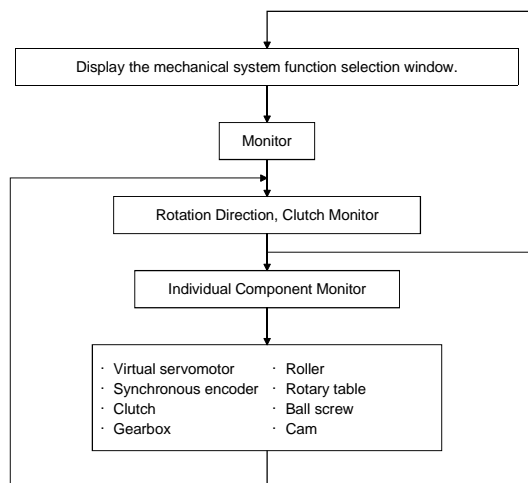 Display the mechanical system function selection window.
Monitor
Rotation Direction, Clutch Monitor
Individual Component Monitor
· Virtual servomotor
· Synchronous encoder
· Clutch
· Gearbox
· Roller
· Rotary table
· Ball screw
· Cam